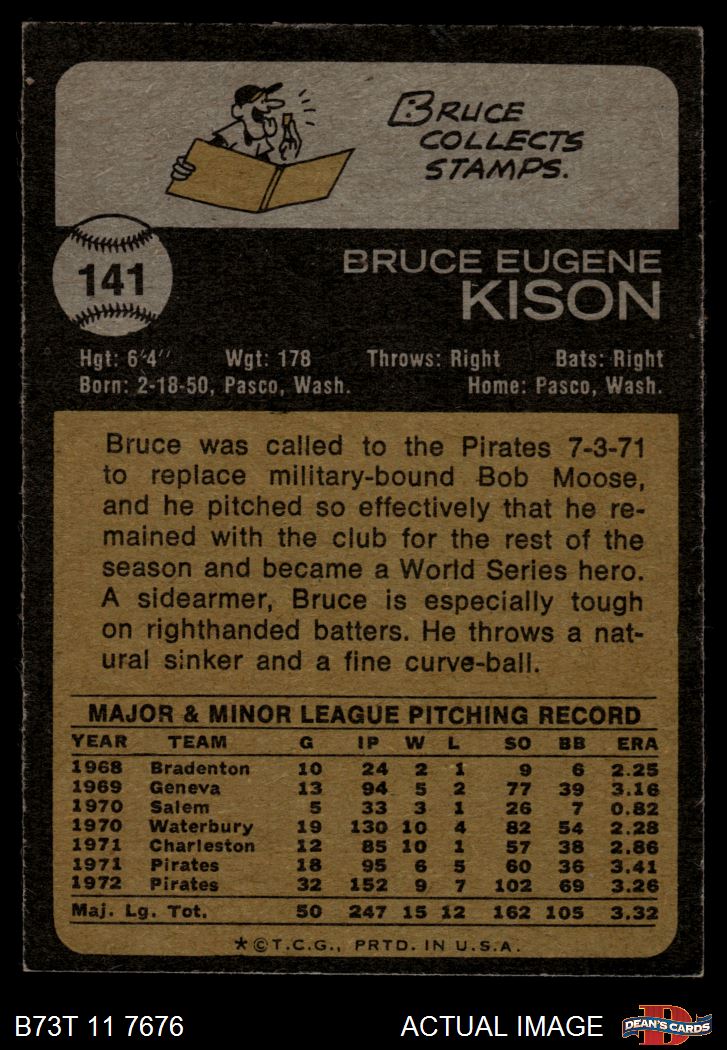 BRUCE
COLLECTS
STAMPS.
141
BRUCE EUGENE
KISON
Hgt: 6'4" Wgt: 178 Throws: Right Bats: Right
Born: 2-18-50, Pasco, Wash. Home: Pasco, Wash.
Bruce was called to the Pirates 7-3-71
to replace military-bound Bob Moose,
and he pitched so effectively that he re-
mained with the club for the rest of the
season and became a World Series hero.
A sidearmer, Bruce is especially tough
on righthanded batters. He throws a nat-
ural sinker and a fine curve-ball.
MAJOR & MINOR LEAGUE PITCHING RECORD
YEAR TEAM G IP W L SO BB ERA
1968 Bradenton 10 24 2 1 9 6 2.25
1969 Geneva 13 94 5 2 77 39 3.16
1970 Salem 5 33 3 1 26 7 0.82
1970 Waterbury 19 130 10 4 82 54 2.28
1971 Charleston 12 85 10 1 57 38 2.86
1971 Pirates 18 95 6 5 60 36 3.41
1972 Pirates 32 152 9 7 102 69 3.26
Maj. Lg. Tot. 50 247 15 12 162 105 3.32
*©T.C.G., PRTD. IN U.S.A.
B73T 11 7676 ACTUAL IMAGE D DEAN'S CARDS